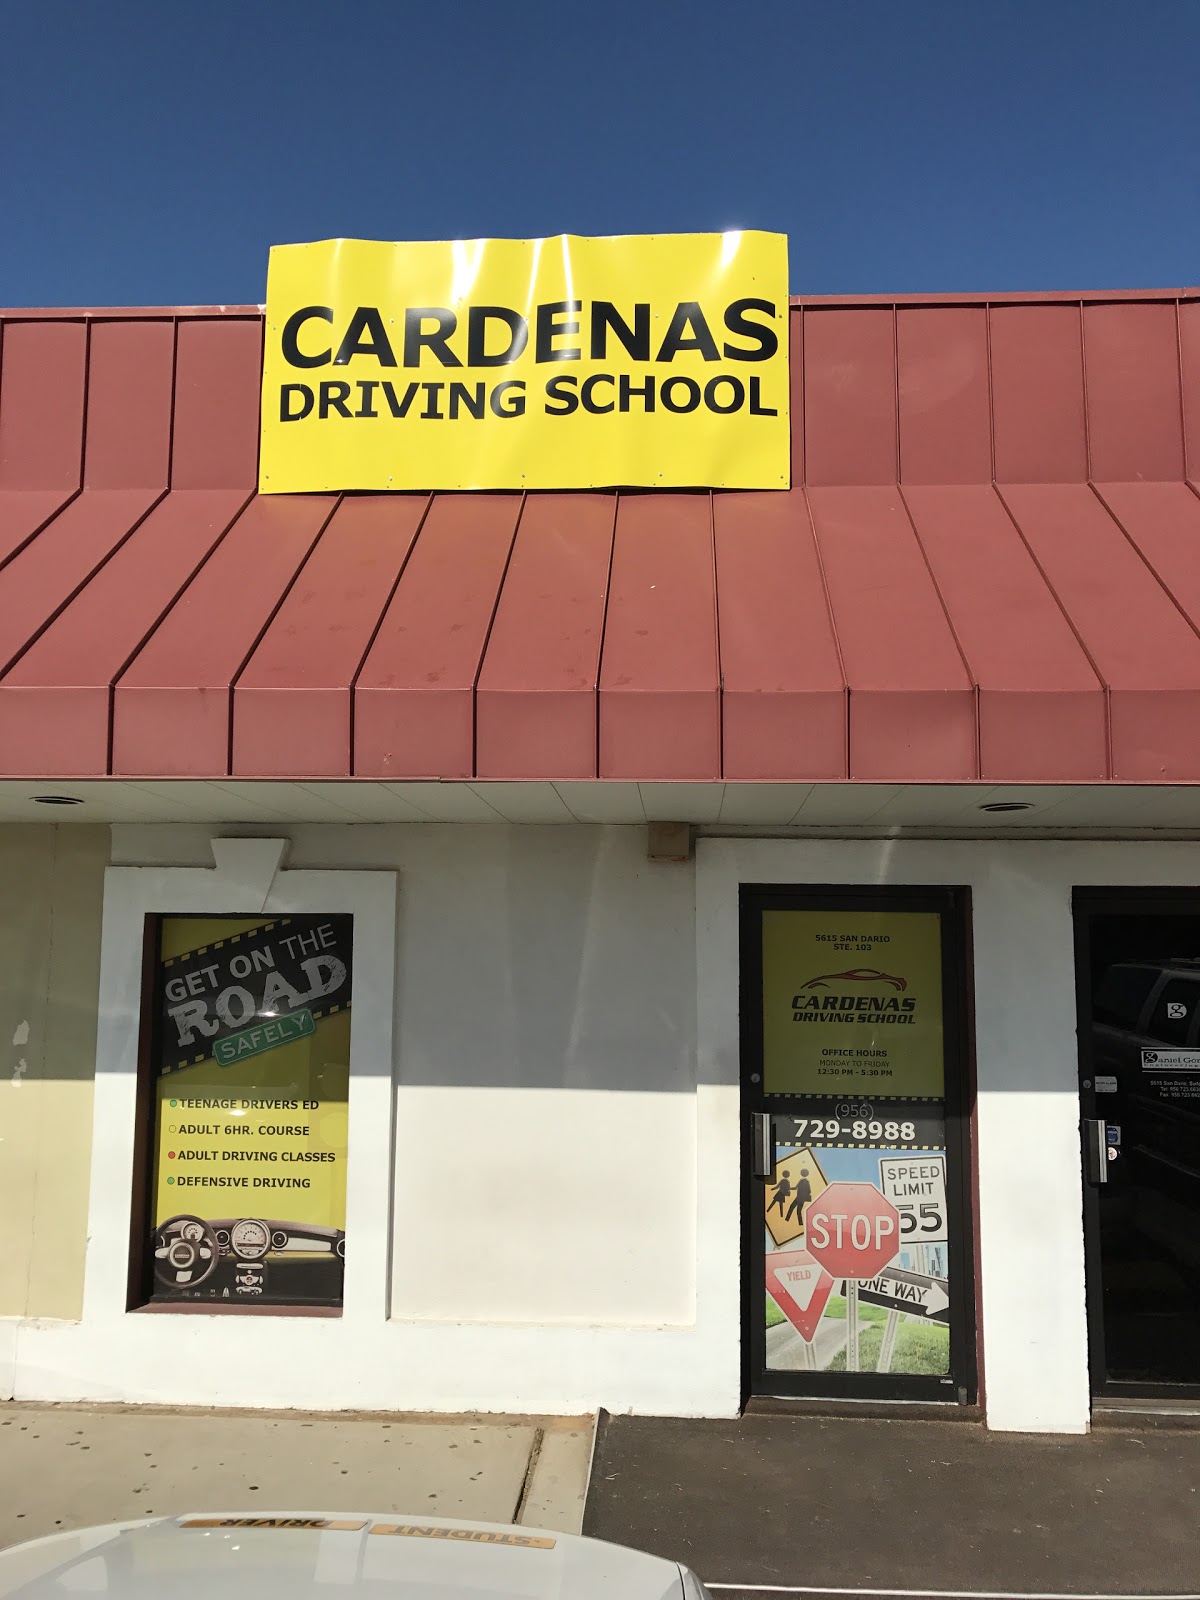 CARDENAS
DRIVING SCHOOL
GET ON THE
ROAD
SAFELY
TEENAGE DRIVERS ED
ADULT 6HR. COURSE
ADULT DRIVING CLASSES
DEFENSIVE DRIVING
5615 SAN DARIO
STE. 103
CARDENAS
DRIVING SCHOOL
OFFICE HOURS
MONDAY TO FRIDAY
12:30 PM - 5:30 PM
(956)
729-8988
SPEED
LIMIT
55
STOP
YIELD
ONE WAY
STUDENT
DRIVER